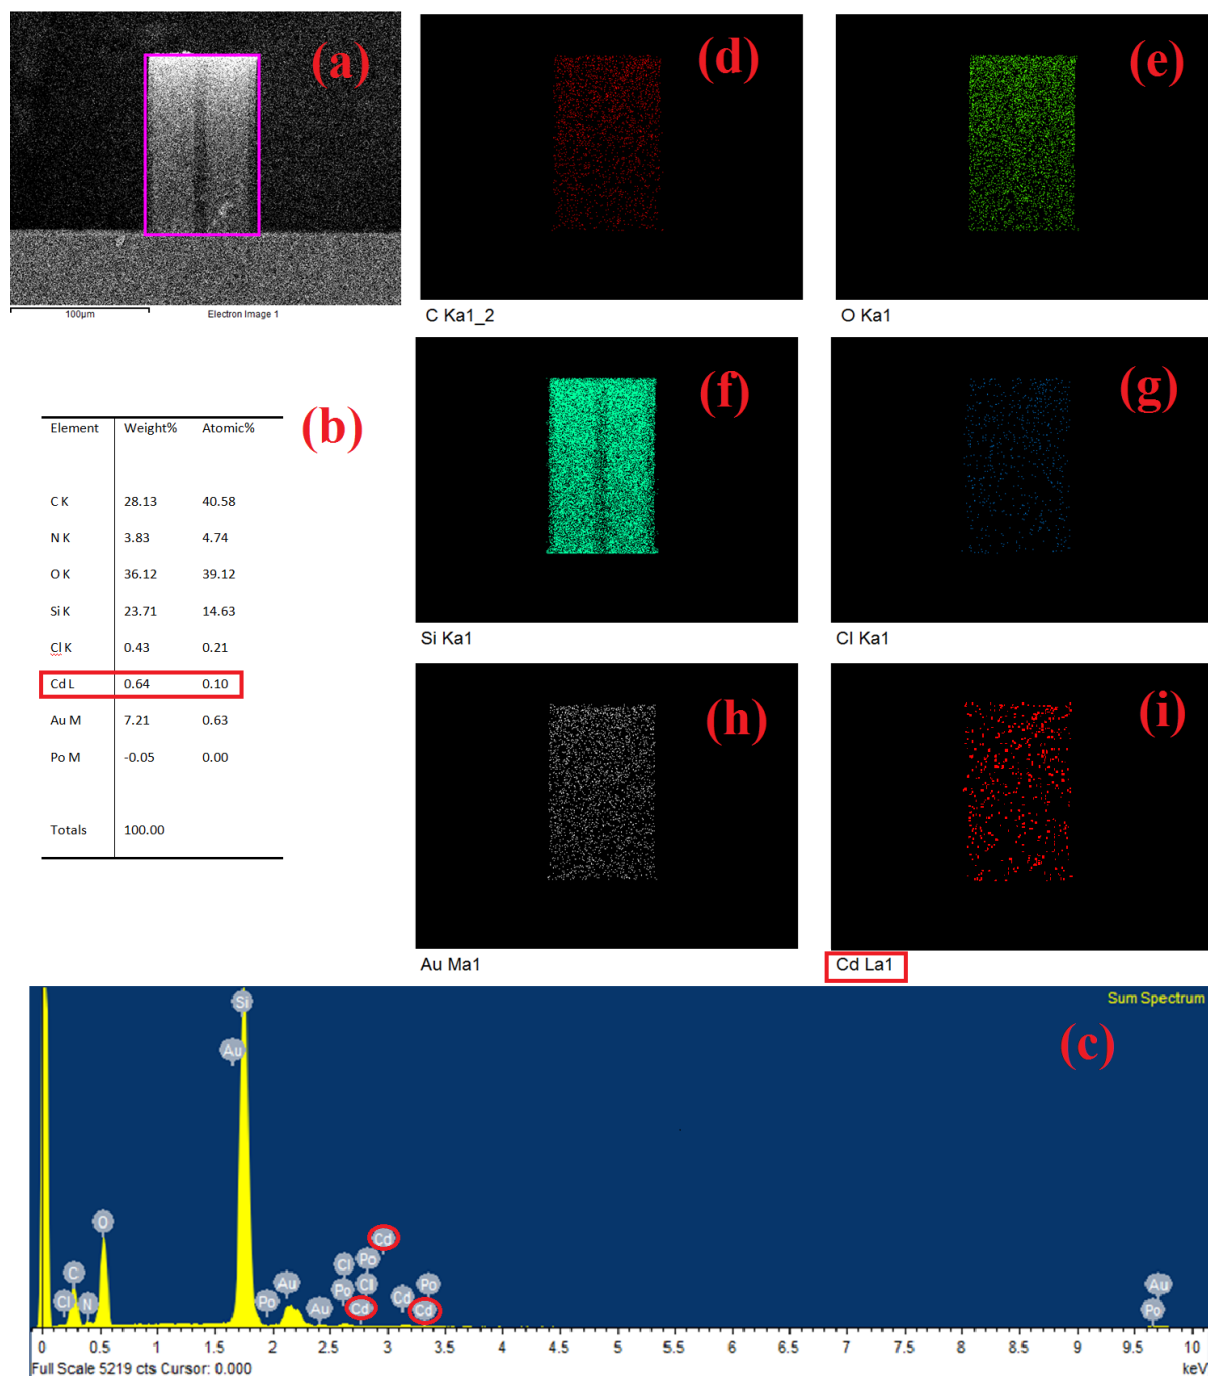 (a)
100µm Electron Image 1
(d)
C Ka1_2
(e)
O Ka1
(b)
Element Weight% Atomic%
C K 28.13 40.58
N K 3.83 4.74
O K 36.12 39.12
Si K 23.71 14.63
Cl K 0.43 0.21
Cd L 0.64 0.10
Au M 7.21 0.63
Po M -0.05 0.00
Totals 100.00
(f)
Si Ka1
(g)
Cl Ka1
(h)
Au Ma1
(i)
Cd La1
Sum Spectrum
(c)
Si
Au
O
Cd
C
Cl Po
Au Po Cl Po Au
Cl N Po Au Cd Cd Cd Po
0 0.5 1 1.5 2 2.5 3 3.5 4 4.5 5 5.5 6 6.5 7 7.5 8 8.5 9 9.5 10
Full Scale 5219 cts Cursor: 0.000 keV